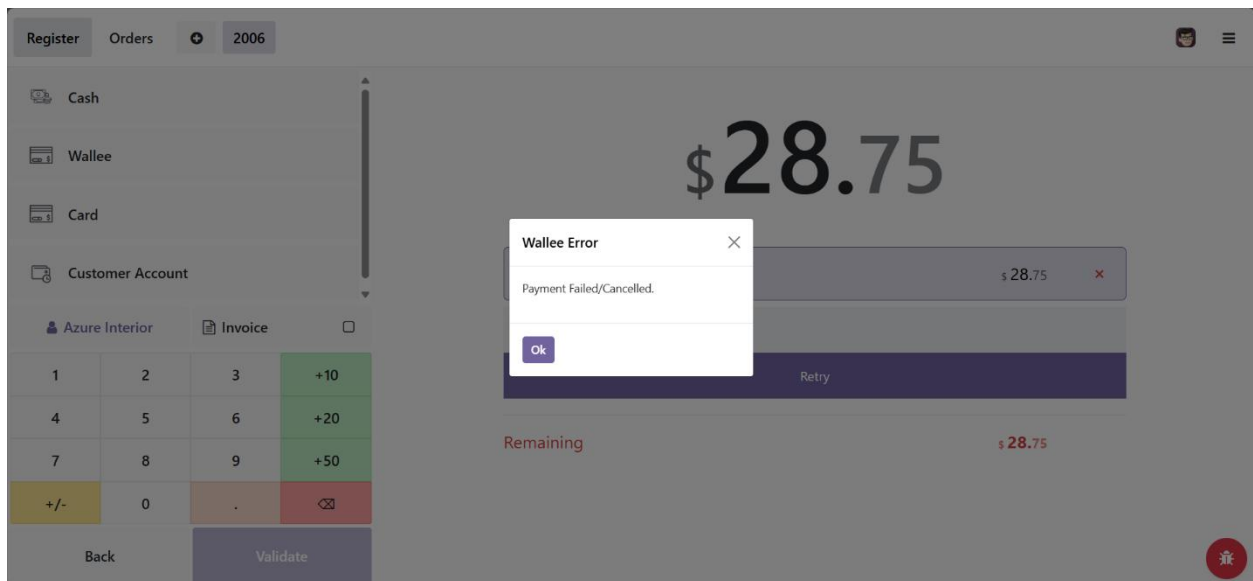 Register Orders 2006
Cash
Wallee
Card
Customer Account
Azure Interior Invoice
1 2 3 +10
4 5 6 +20
7 8 9 +50
+/- 0 .
Back Validate
$28.75
$ 28.75
Retry
Remaining $ 28.75
Wallee Error
Payment Failed/Cancelled.
Ok